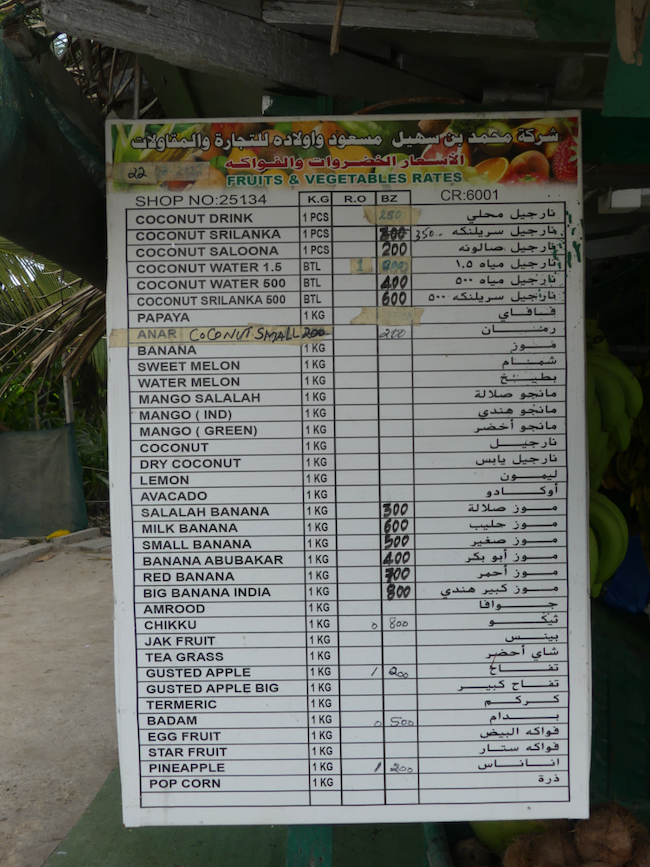 شركة محمد بن سهيل مسعود وأولاده للتجارة والمقاولات
الأسعار الخضروات والفواكه
22
FRUITS & VEGETABLES RATES
SHOP NO:25134 K.G R.O BZ CR:6001
COCONUT DRINK 1 PCS 250 نارجيل محلي
COCONUT SRILANKA 1 PCS 350 نارجيل سريلنكه
COCONUT SALOONA 1 PCS 200 نارجيل صالونه
COCONUT WATER 1.5 BTL 1 نارجيل مياه ١.٥
COCONUT WATER 500 BTL 400 نارجيل مياه ٥٠٠
COCONUT SRILANKA 500 BTL 600 نارجيل سريلنكه ٥٠٠
PAPAYA 1 KG فافاي
ANAR COCONUT SMALL 200 200 رمان
BANANA 1 KG موز
SWEET MELON 1 KG شمام
WATER MELON 1 KG بطيخ
MANGO SALALAH 1 KG مانجو صلالة
MANGO ( IND) 1 KG مانجو هندي
MANGO ( GREEN) 1 KG مانجو أخضر
COCONUT 1 KG نارجيل
DRY COCONUT 1 KG نارجيل يابس
LEMON 1 KG ليمون
AVACADO 1 KG أوكادو
SALALAH BANANA 1 KG 300 موز صلالة
MILK BANANA 1 KG 600 موز حليب
SMALL BANANA 1 KG 500 موز صغير
BANANA ABUBAKAR 1 KG 400 موز أبو بكر
RED BANANA 1 KG 700 موز أحمر
BIG BANANA INDIA 1 KG 800 موز كبير هندي
AMROOD 1 KG جوافا
CHIKKU 1 KG 0 800 ثيكو
JAK FRUIT 1 KG بينس
TEA GRASS 1 KG شاي أخضر
GUSTED APPLE 1 KG 1 200 تفاح
GUSTED APPLE BIG 1 KG تفاح كبير
TERMERIC 1 KG كركم
BADAM 1 KG 0 500 بدام
EGG FRUIT 1 KG فواكه البيض
STAR FRUIT 1 KG فواكه ستار
PINEAPPLE 1 KG 1 200 اناناس
POP CORN 1 KG ذرة